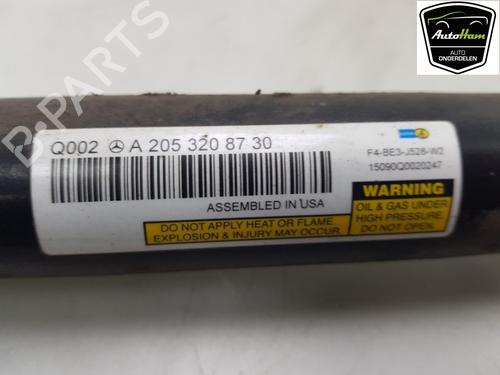 AutoHam
AUTO
ONDERDELEN
B-PARTS
Q002 A 205 320 87 30
ASSEMBLED IN USA
DO NOT APPLY HEAT OR FLAME
EXPLOSION & INJURY MAY OCCUR.
F4-BE3-J528-W2
15090Q0020247
WARNING
OIL & GAS UNDER
HIGH PRESSURE.
DO NOT OPEN.